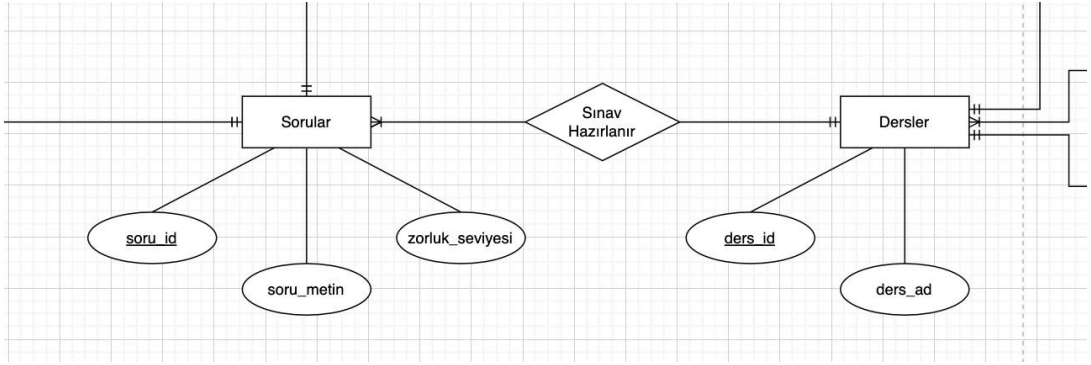 Sorular
Sınav
Hazırlanır
Dersler
soru_id
zorluk_seviyesi
ders_id
soru_metin
ders_ad